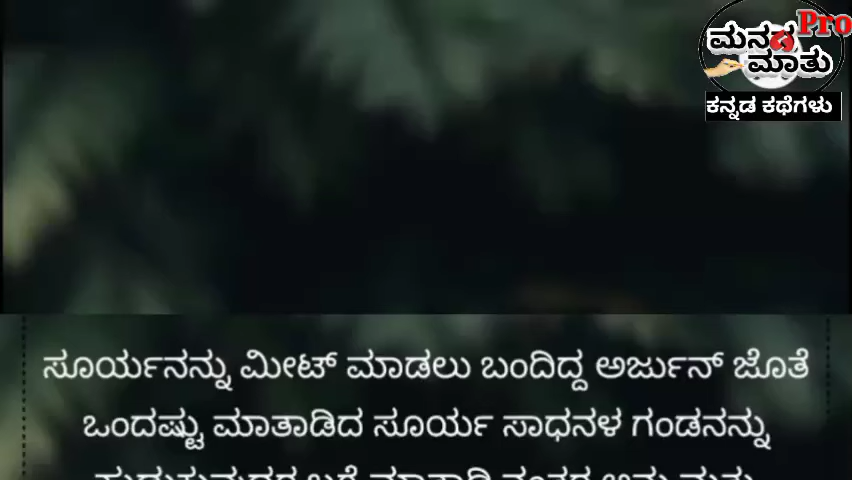 ಮನದ Pro
ಮಾತು
ಕನ್ನಡ ಕಥೆಗಳು
ಸೂರ್ಯನನ್ನು ಮೀಟ್ ಮಾಡಲು ಬಂದಿದ್ದ ಅರ್ಜುನ್ ಜೊತೆ
ಒಂದಷ್ಟು ಮಾತಾಡಿದ ಸೂರ್ಯ ಸಾಧನಳ ಗಂಡನನ್ನು